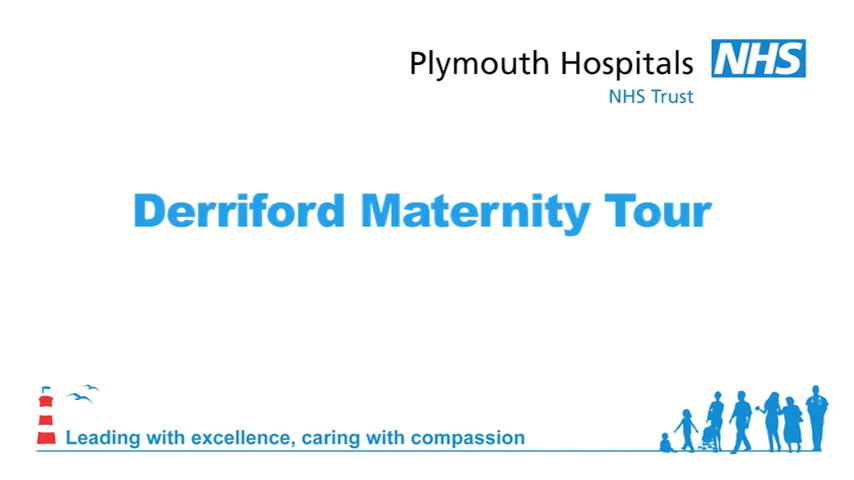 Plymouth Hospitals NHS
NHS Trust
Derriford Maternity Tour
Leading with excellence, caring with compassion